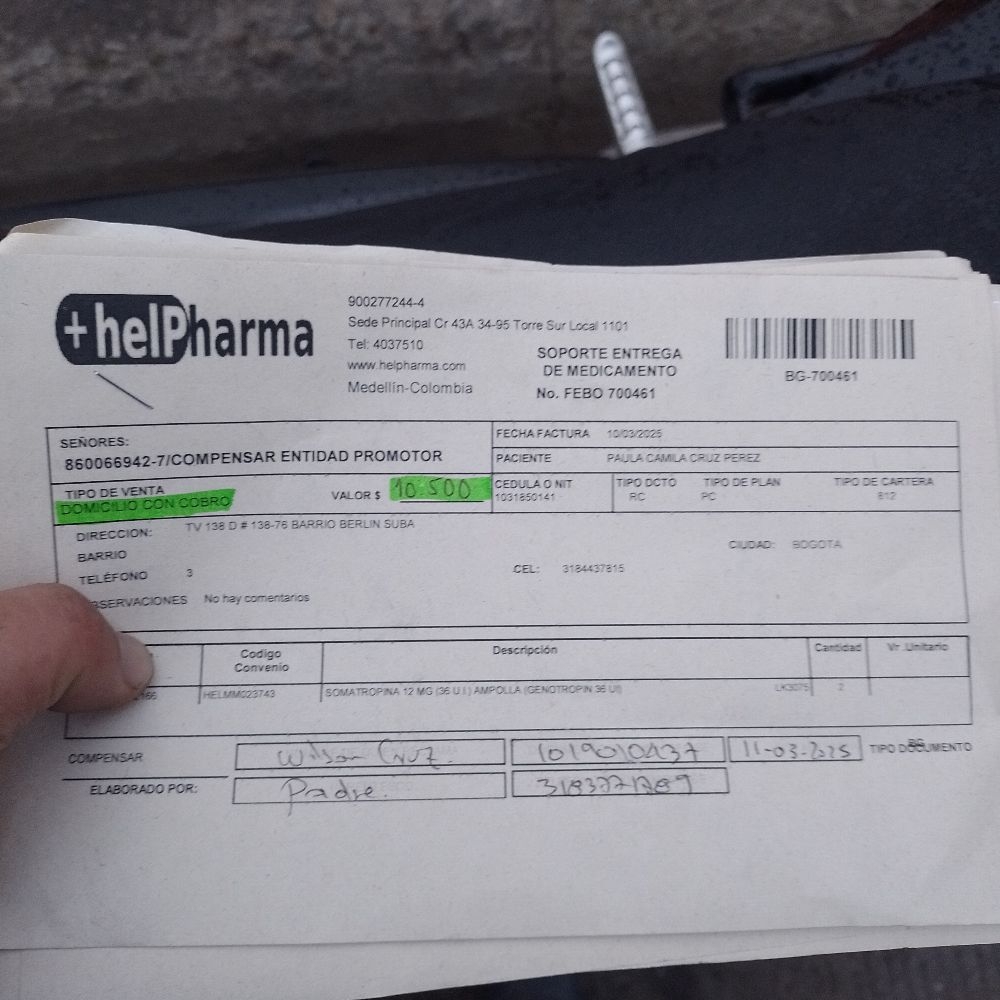 +helPharma
900277244-4
Sede Principal Cr 43A 34-95 Torre Sur Local 1101
Tel: 4037510
www.helpharma.com
Medellín-Colombia
SOPORTE ENTREGA
DE MEDICAMENTO
No. FEBO 700461
BG-700461
SEÑORES:
860066942-7/COMPENSAR ENTIDAD PROMOTOR
FECHA FACTURA 10/03/2025
PACIENTE PAULA CAMILA CRUZ PEREZ
TIPO DE VENTA
DOMICILIO CON COBRO
VALOR $ 10.500
CEDULA O NIT
1031850141
TIPO DCTO
RC
TIPO DE PLAN
PC
TIPO DE CARTERA
812
DIRECCION: TV 138 D # 138-76 BARRIO BERLIN SUBA
BARRIO
CIUDAD: BOGOTA
TELÉFONO 3
CEL: 3184437815
OBSERVACIONES No hay comentarios
Codigo Convenio Descripción Cantidad Vr .Unitario
166 HELMM023743 SOMATROPINA 12 MG (36 U.I.) AMPOLLA (GENOTROPIN 36 UI) LK3075 2
COMPENSAR Wilson Cruz. 11-03-2025 TIPO DOCUMENTO
ELABORADO POR: Padre.